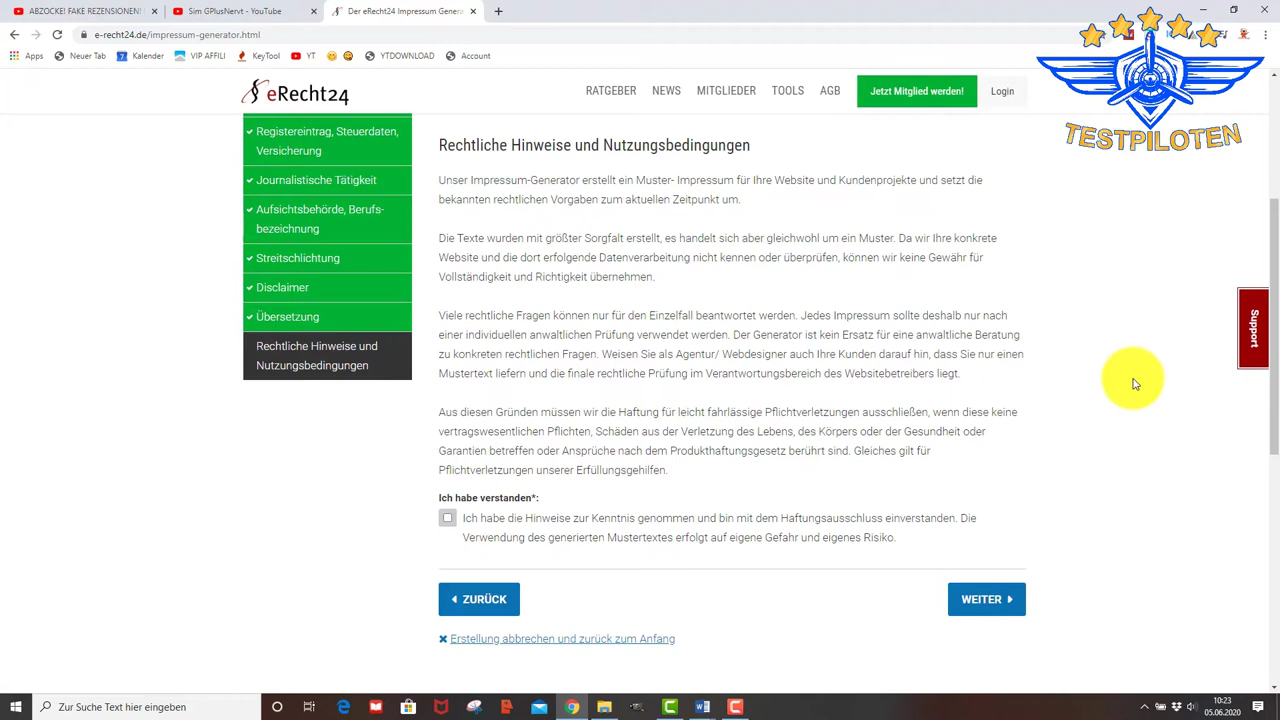 ABZOCKE! FAKE REZENSIONEN!
Sim GPlusNervt - YouTube
Der eRecht24 Impressum Genera
e-recht24.de/impressum-generator.html
Apps
Neuer Tab
Kalender
VIP AFFILI
KeyTool
YT
YTDOWNLOAD
Account
eRecht24
RATGEBER
NEWS
MITGLIEDER
TOOLS
AGB
Jetzt Mitglied werden!
Login
TESTPILOTEN
Registereintrag, Steuerdaten,
Versicherung
Journalistische Tätigkeit
Aufsichtsbehörde, Berufs-
bezeichnung
Streitschlichtung
Disclaimer
Übersetzung
Rechtliche Hinweise und
Nutzungsbedingungen
Rechtliche Hinweise und Nutzungsbedingungen
Unser Impressum-Generator erstellt ein Muster- Impressum für Ihre Website und Kundenprojekte und setzt die
bekannten rechtlichen Vorgaben zum aktuellen Zeitpunkt um.
Die Texte wurden mit größter Sorgfalt erstellt, es handelt sich aber gleichwohl um ein Muster. Da wir Ihre konkrete
Website und die dort erfolgende Datenverarbeitung nicht kennen oder überprüfen, können wir keine Gewähr für
Vollständigkeit und Richtigkeit übernehmen.
Viele rechtliche Fragen können nur für den Einzelfall beantwortet werden. Jedes Impressum sollte deshalb nur nach
einer individuellen anwaltlichen Prüfung verwendet werden. Der Generator ist kein Ersatz für eine anwaltliche Beratung
zu konkreten rechtlichen Fragen. Weisen Sie als Agentur/ Webdesigner auch Ihre Kunden darauf hin, dass Sie nur einen
Mustertext liefern und die finale rechtliche Prüfung im Verantwortungsbereich des Websitebetreibers liegt.
Aus diesen Gründen müssen wir die Haftung für leicht fahrlässige Pflichtverletzungen ausschließen, wenn diese keine
vertragswesentlichen Pflichten, Schäden aus der Verletzung des Lebens, des Körpers oder der Gesundheit oder
Garantien betreffen oder Ansprüche nach dem Produkthaftungsgesetz berührt sind. Gleiches gilt für
Pflichtverletzungen unserer Erfüllungsgehilfen.
Ich habe verstanden*:
Ich habe die Hinweise zur Kenntnis genommen und bin mit dem Haftungsausschluss einverstanden. Die
Verwendung des generierten Mustertextes erfolgt auf eigene Gefahr und eigenes Risiko.
ZURÜCK
WEITER
Erstellung abbrechen und zurück zum Anfang
Support
Zur Suche Text hier eingeben
10:23
05.06.2020